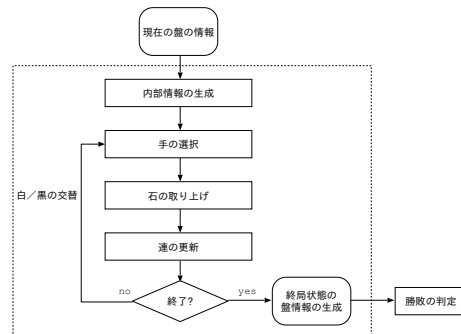 現在の盤の情報
内部情報の生成
手の選択
白／黒の交替
石の取り上げ
連の更新
no
終了?
yes
終局状態の
盤情報の生成
勝敗の判定